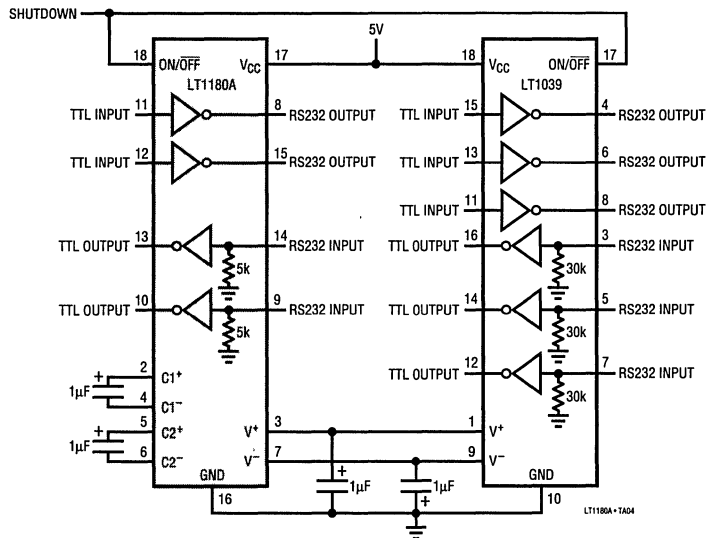 SHUTDOWN
5V
18 ON/OFF VCC 17
LT1180A
18 VCC ON/OFF 17
LT1039
TTL INPUT 11 8 RS232 OUTPUT
TTL INPUT 15 4 RS232 OUTPUT
TTL INPUT 12 15 RS232 OUTPUT
TTL INPUT 13 6 RS232 OUTPUT
TTL INPUT 11 8 RS232 OUTPUT
TTL OUTPUT 13 14 RS232 INPUT
5k
TTL OUTPUT 16 3 RS232 INPUT
30k
TTL OUTPUT 10 9 RS232 INPUT
5k
TTL OUTPUT 14 5 RS232 INPUT
30k
TTL OUTPUT 12 7 RS232 INPUT
30k
1µF + 2 C1+
4 C1−
1µF + 5 C2+
6 C2−
V+ 3 1 V+
V− 7 9 V−
GND 16
+ 1µF
1µF +
GND 10
LT1180A • TA04